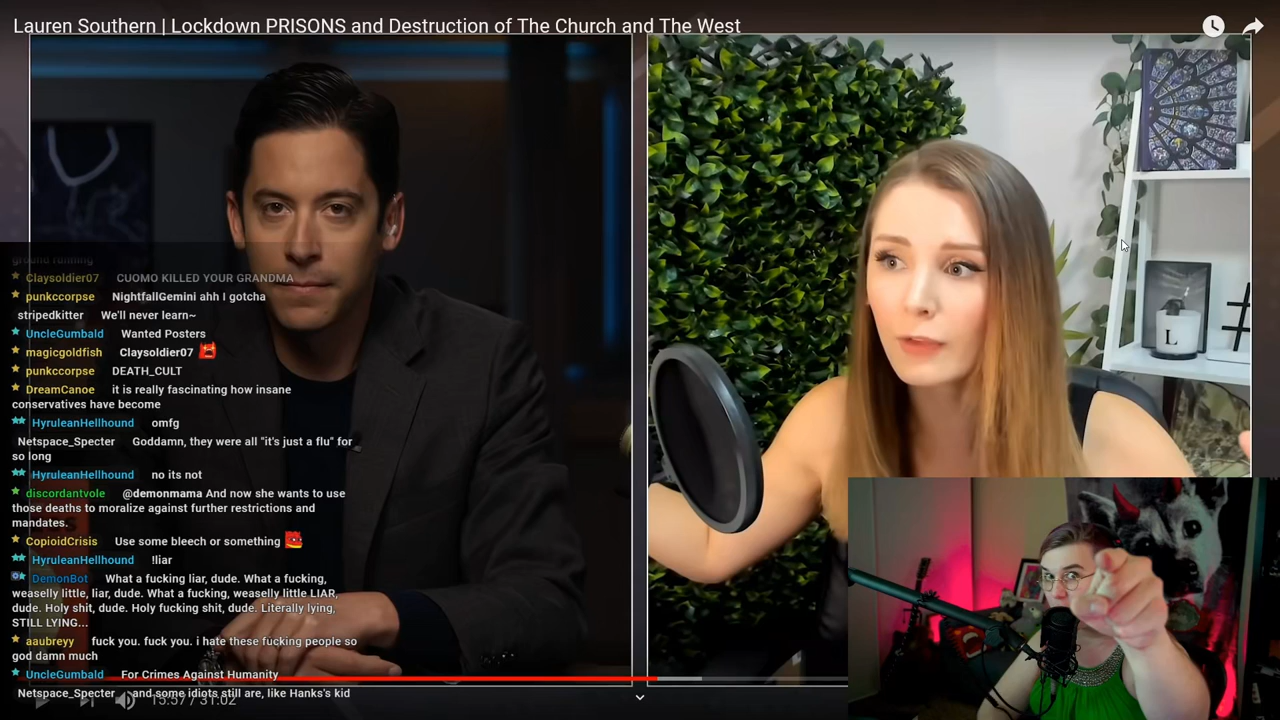 Lauren Southern | Lockdown PRISONS and Destruction of The Church and The West
ground running
Claysoldier07 CUOMO KILLED YOUR GRANDMA
punkccorpse NightfallGemini ahh I gotcha
stripedkitter We'll never learn~
UncleGumbald Wanted Posters
magicgoldfish Claysoldier07
punkccorpse DEATH_CULT
DreamCanoe it is really fascinating how insane
conservatives have become
HyruleanHellhound omfg
Netspace_Specter Goddamn, they were all "it's just a flu" for
so long
HyruleanHellhound no its not
discordantvole @demonmama And now she wants to use
those deaths to moralize against further restrictions and
mandates.
CopioidCrisis Use some bleech or something
HyruleanHellhound !liar
DemonBot What a fucking liar, dude. What a fucking,
weaselly little, liar, dude. What a fucking, weaselly little LIAR,
dude. Holy shit, dude. Holy fucking shit, dude. Literally lying,
STILL LYING...
aaubreyy fuck you. fuck you. i hate these fucking people so
god damn much
UncleGumbald For Crimes Against Humanity
Netspace_Specter and some idiots still are, like Hanks's kid
15:57 / 31:02
L
#